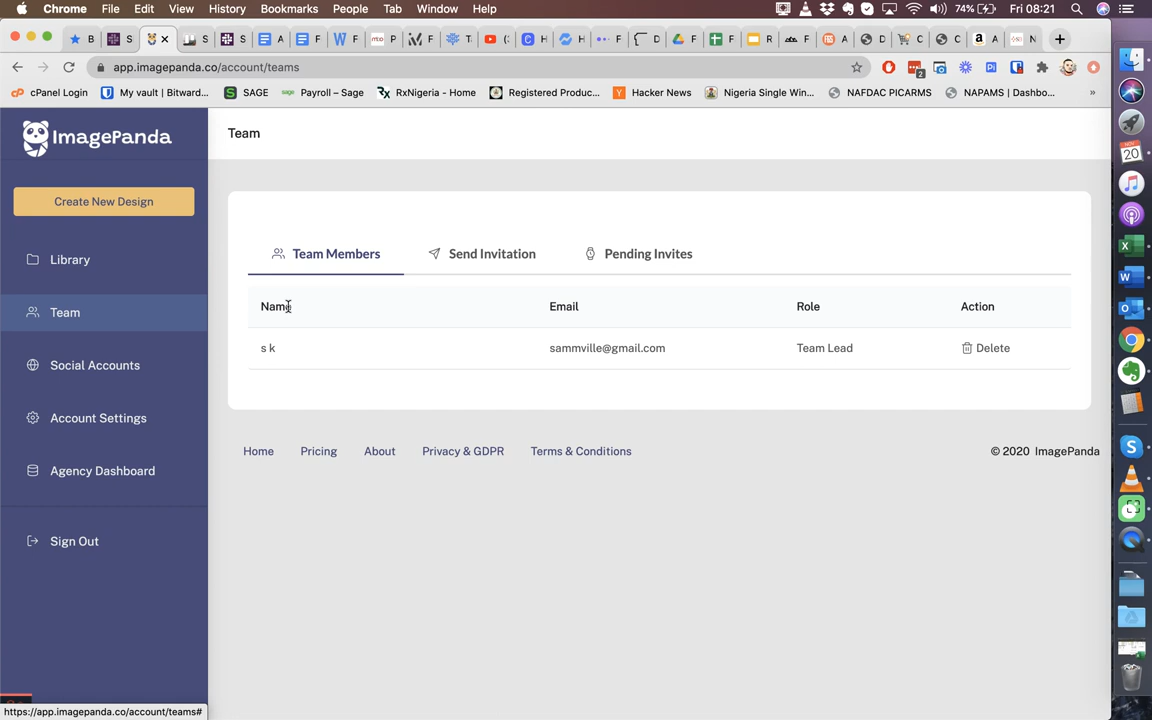 Chrome File Edit View History Bookmarks People Tab Window Help 74% Fri 08:21
B S S S A F W F P F T ( H H F D F F R F A D C C A N
app.imagepanda.co/account/teams
cPanel Login My vault | Bitward... SAGE Payroll – Sage RxNigeria - Home Registered Produc... Hacker News Nigeria Single Win... NAFDAC PICARMS NAPAMS | Dashbo... »
ImagePanda
Team
Create New Design
Team Members Send Invitation Pending Invites
Library
Name Email Role Action
Team
s k sammville@gmail.com Team Lead Delete
Social Accounts
Account Settings
Home Pricing About Privacy & GDPR Terms & Conditions © 2020 ImagePanda
Agency Dashboard
Sign Out
https://app.imagepanda.co/account/teams#